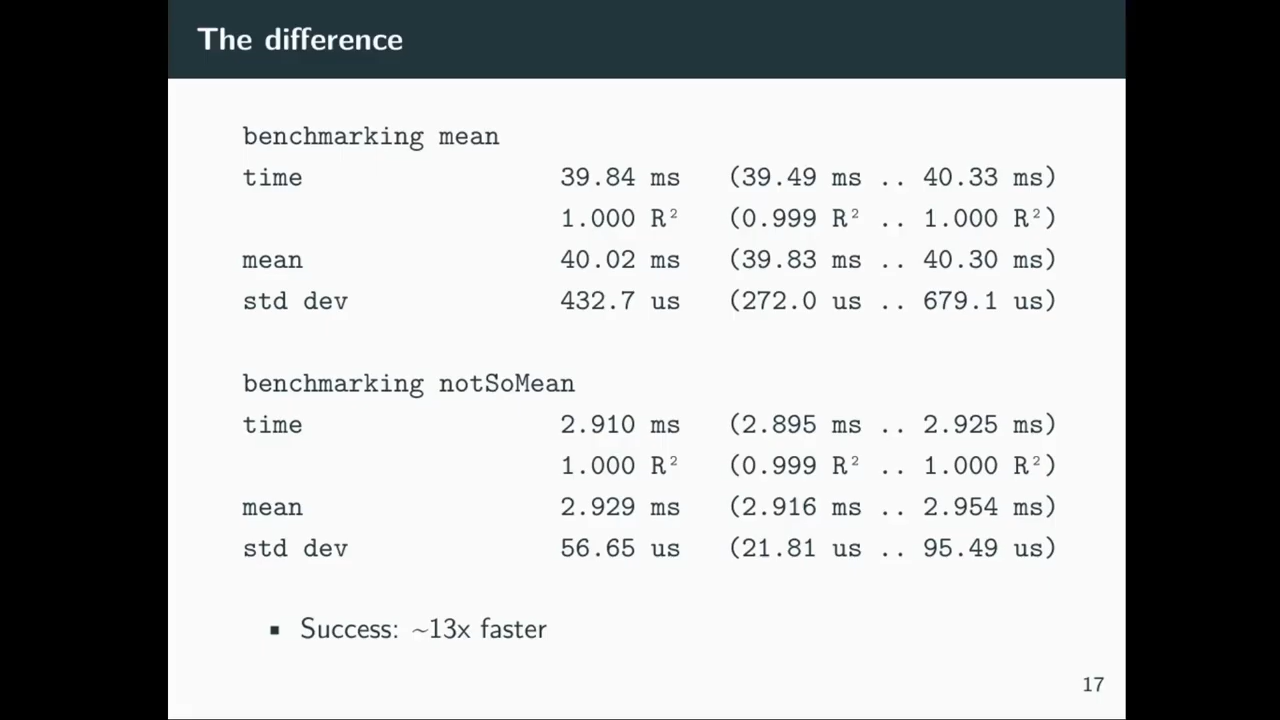 The difference
benchmarking mean
time 39.84 ms (39.49 ms .. 40.33 ms)
1.000 R² (0.999 R² .. 1.000 R²)
mean 40.02 ms (39.83 ms .. 40.30 ms)
std dev 432.7 us (272.0 us .. 679.1 us)
benchmarking notSoMean
time 2.910 ms (2.895 ms .. 2.925 ms)
1.000 R² (0.999 R² .. 1.000 R²)
mean 2.929 ms (2.916 ms .. 2.954 ms)
std dev 56.65 us (21.81 us .. 95.49 us)
▪ Success: ~13x faster
17